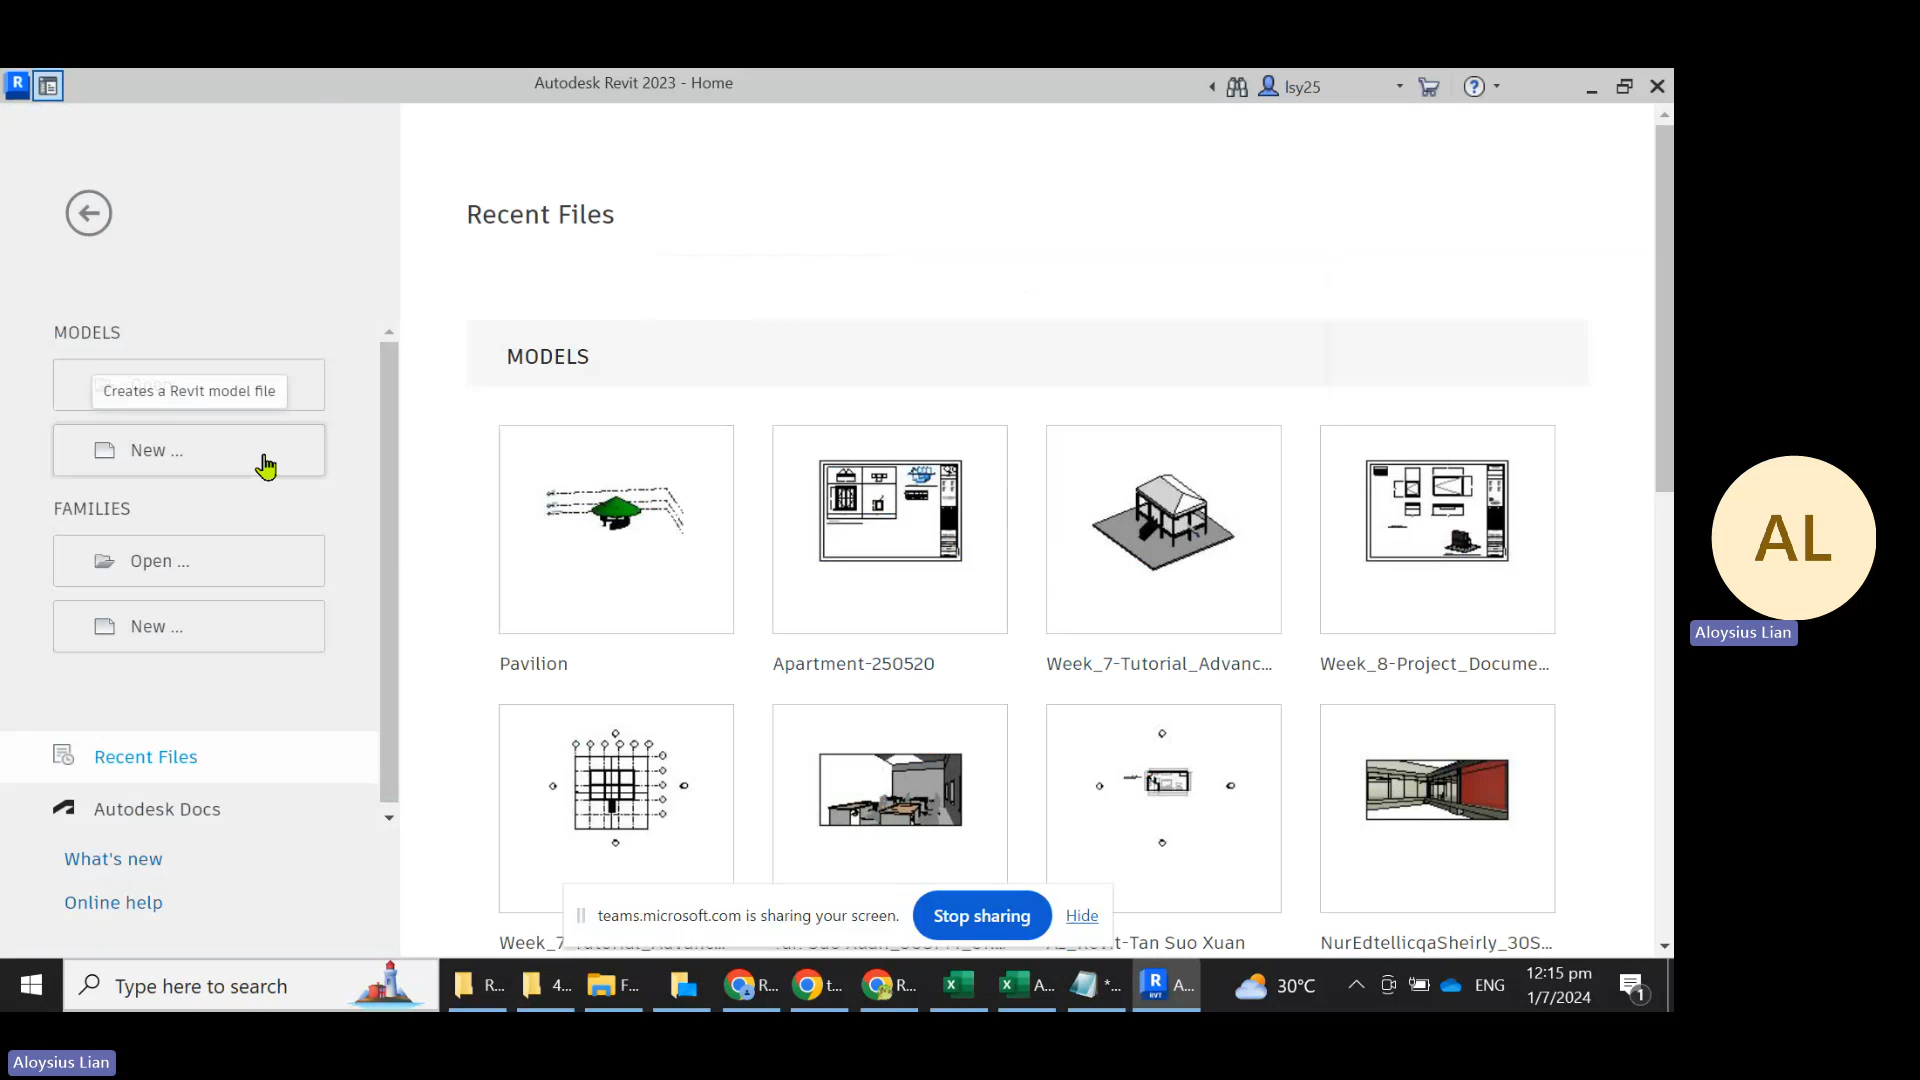 Autodesk Revit 2023 - Home
lsy25
Recent Files
MODELS
Creates a Revit model file
New ...
FAMILIES
Open ...
New ...
Recent Files
Autodesk Docs
What's new
Online help
MODELS
Pavilion
Apartment-250520
Week_7-Tutorial_Advanc...
Week_8-Project_Docume...
Tan Suo Xuan
NurEdtellicqaSheirly_30S...
teams.microsoft.com is sharing your screen.
Stop sharing
Hide
Type here to search
R...
4...
F...
R...
t...
R...
A...
*...
A...
30°C
ENG
12:15 pm
1/7/2024
1
AL
Aloysius Lian
Aloysius Lian